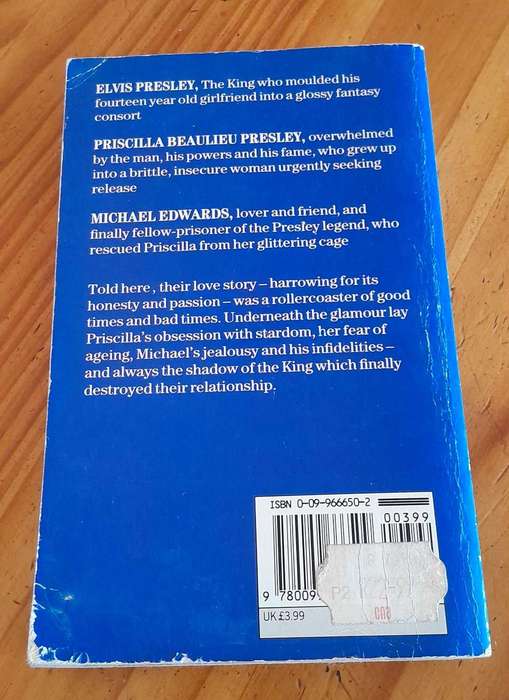 ELVIS PRESLEY, The King who moulded his
fourteen year old girlfriend into a glossy fantasy
consort
PRISCILLA BEAULIEU PRESLEY, overwhelmed
by the man, his powers and his fame, who grew up
into a brittle, insecure woman urgently seeking
release
MICHAEL EDWARDS, lover and friend, and
finally fellow-prisoner of the Presley legend, who
rescued Priscilla from her glittering cage
Told here, their love story – harrowing for its
honesty and passion – was a rollercoaster of good
times and bad times. Underneath the glamour lay
Priscilla's obsession with stardom, her fear of
ageing, Michael's jealousy and his infidelities –
and always the shadow of the King which finally
destroyed their relationship.
ISBN 0-09-966650-2
00399
9 78009
UK £3.99
cna